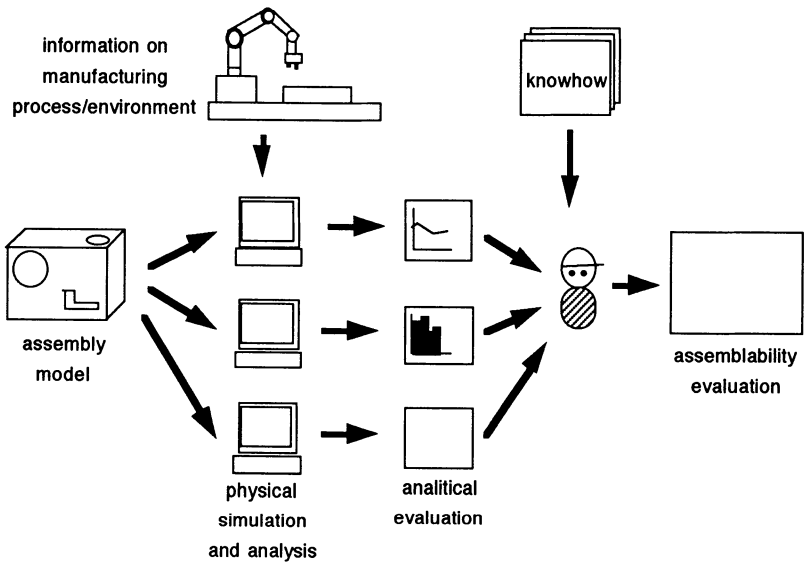 information on
manufacturing
process/environment
knowhow
assembly
model
physical
simulation
and analysis
analitical
evaluation
assemblability
evaluation